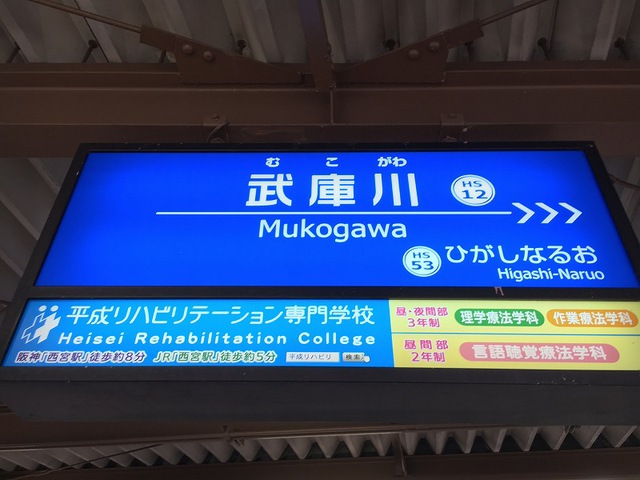 むこがわ
武庫川
HS
12
Mukogawa
HS
53
ひがしなるお
Higashi-Naruo
平成リハビリテーション専門学校
Heisei Rehabilitation College
阪神「西宮駅」徒歩約8分 JR「西宮駅」徒歩約5分 平成リハビリ 検索
昼・夜間部
3年制
理学療法学科 作業療法学科
昼間部
2年制
言語聴覚療法学科